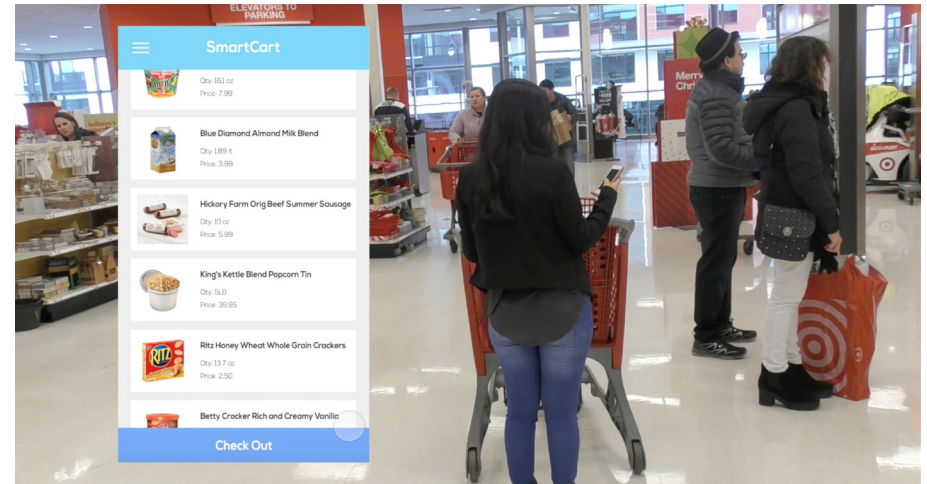 ELEVATORS TO
PARKING
SmartCart
Qty: 16.1 oz
Price: 7.99
Blue Diamond Almond Milk Blend
Qty: 1.89 lt
Price: 3.99
Hickory Farm Orig Beef Summer Sausage
Qty: 10 oz
Price: 5.99
King's Kettle Blend Popcorn Tin
Qty: 5LB
Price: 39.95
Ritz Honey Wheat Whole Grain Crackers
Qty: 13.7 oz
Price: 2.50
RITZ
Betty Crocker Rich and Creamy Vanilla
Check Out
Merry